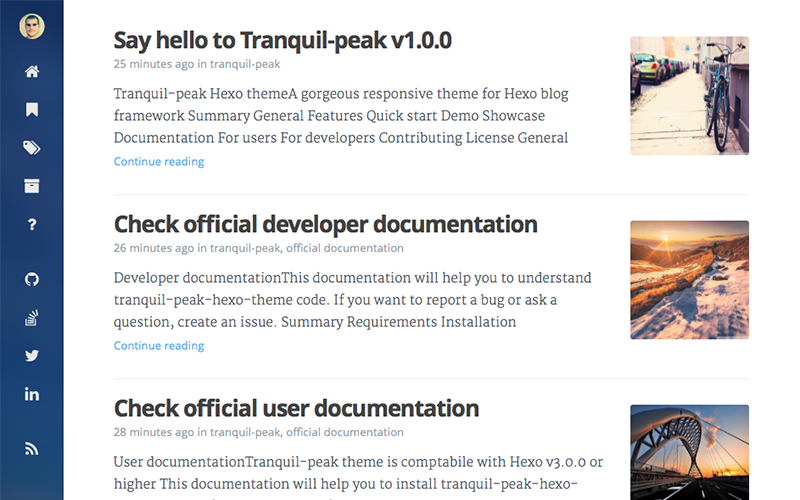 Say hello to Tranquil-peak v1.0.0
25 minutes ago in tranquil-peak
Tranquil-peak Hexo themeA gorgeous responsive theme for Hexo blog
framework Summary General Features Quick start Demo Showcase
Documentation For users For developers Contributing License General
Continue reading
Check official developer documentation
26 minutes ago in tranquil-peak, official documentation
Developer documentationThis documentation will help you to understand
tranquil-peak-hexo-theme code. If you want to report a bug or ask a
question, create an issue. Summary Requirements Installation
Continue reading
Check official user documentation
28 minutes ago in tranquil-peak, official documentation
User documentationTranquil-peak theme is comptabile with Hexo v3.0.0 or
higher This documentation will help you to install tranquil-peak-hexo-